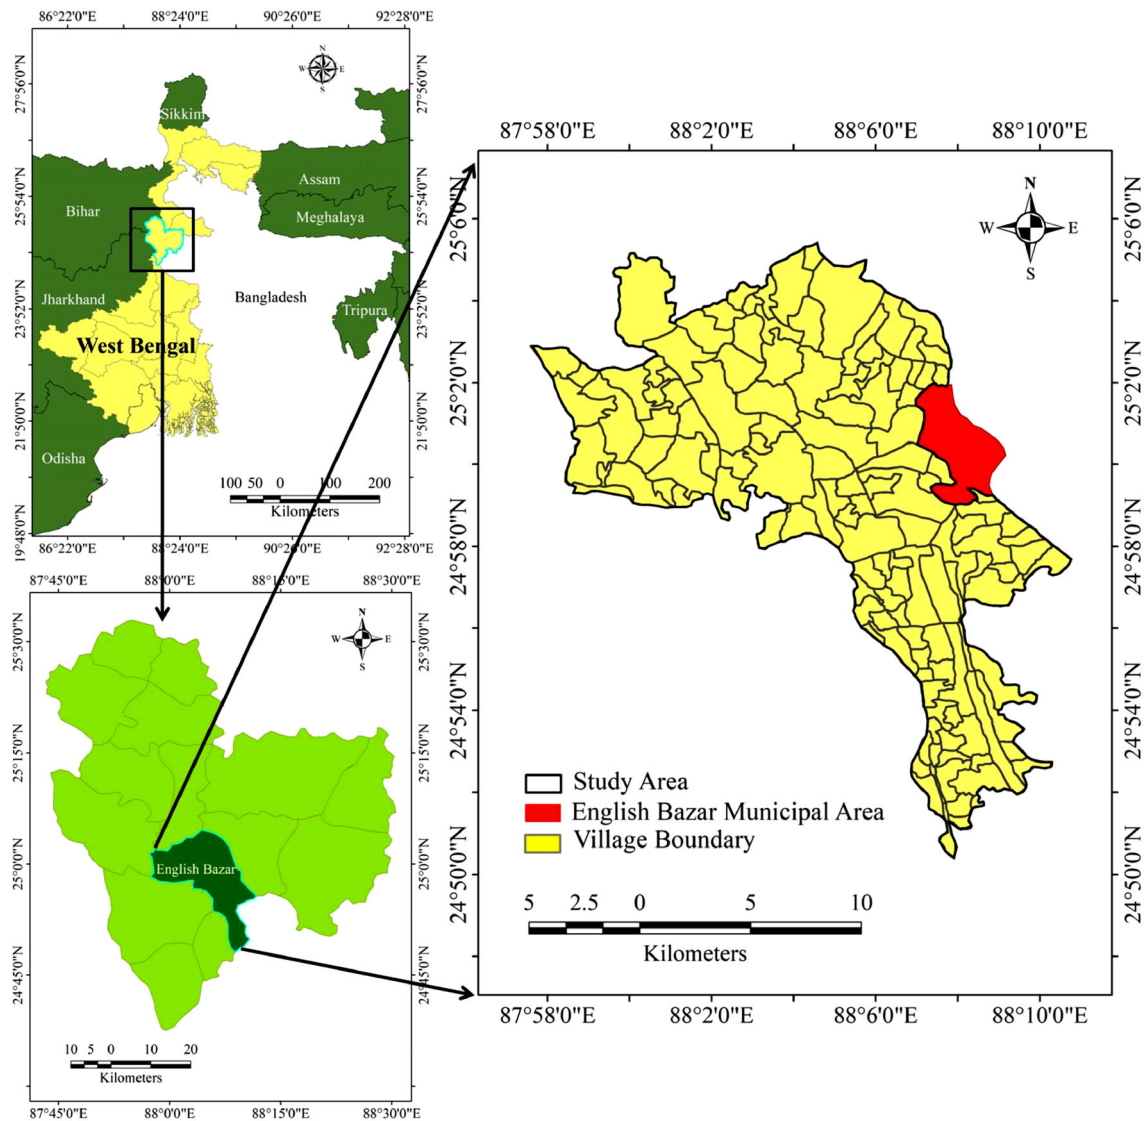 86°22'0"E 88°24'0"E 90°26'0"E 92°28'0"E
27°56'0"N
25°54'0"N
23°52'0"N
21°50'0"N
19°48'0"N
27°56'0"N
25°54'0"N
23°52'0"N
21°50'0"N
19°48'0"N
N
W E
S
Sikkim
Assam
Bihar
Meghalaya
Jharkhand
Bangladesh
Tripura
West Bengal
Odisha
100 50 0 100 200
Kilometers
86°22'0"E 88°24'0"E 90°26'0"E 92°28'0"E
87°45'0"E 88°0'0"E 88°15'0"E 88°30'0"E
25°30'0"N
25°15'0"N
25°0'0"N
24°45'0"N
25°30'0"N
25°15'0"N
25°0'0"N
24°45'0"N
N
W E
S
English Bazar
10 5 0 10 20
Kilometers
87°45'0"E 88°0'0"E 88°15'0"E 88°30'0"E
87°58'0"E 88°2'0"E 88°6'0"E 88°10'0"E
25°6'0"N
25°2'0"N
24°58'0"N
24°54'0"N
24°50'0"N
25°6'0"N
25°2'0"N
24°58'0"N
24°54'0"N
24°50'0"N
N
W E
S
Study Area
English Bazar Municipal Area
Village Boundary
5 2.5 0 5 10
Kilometers
87°58'0"E 88°2'0"E 88°6'0"E 88°10'0"E